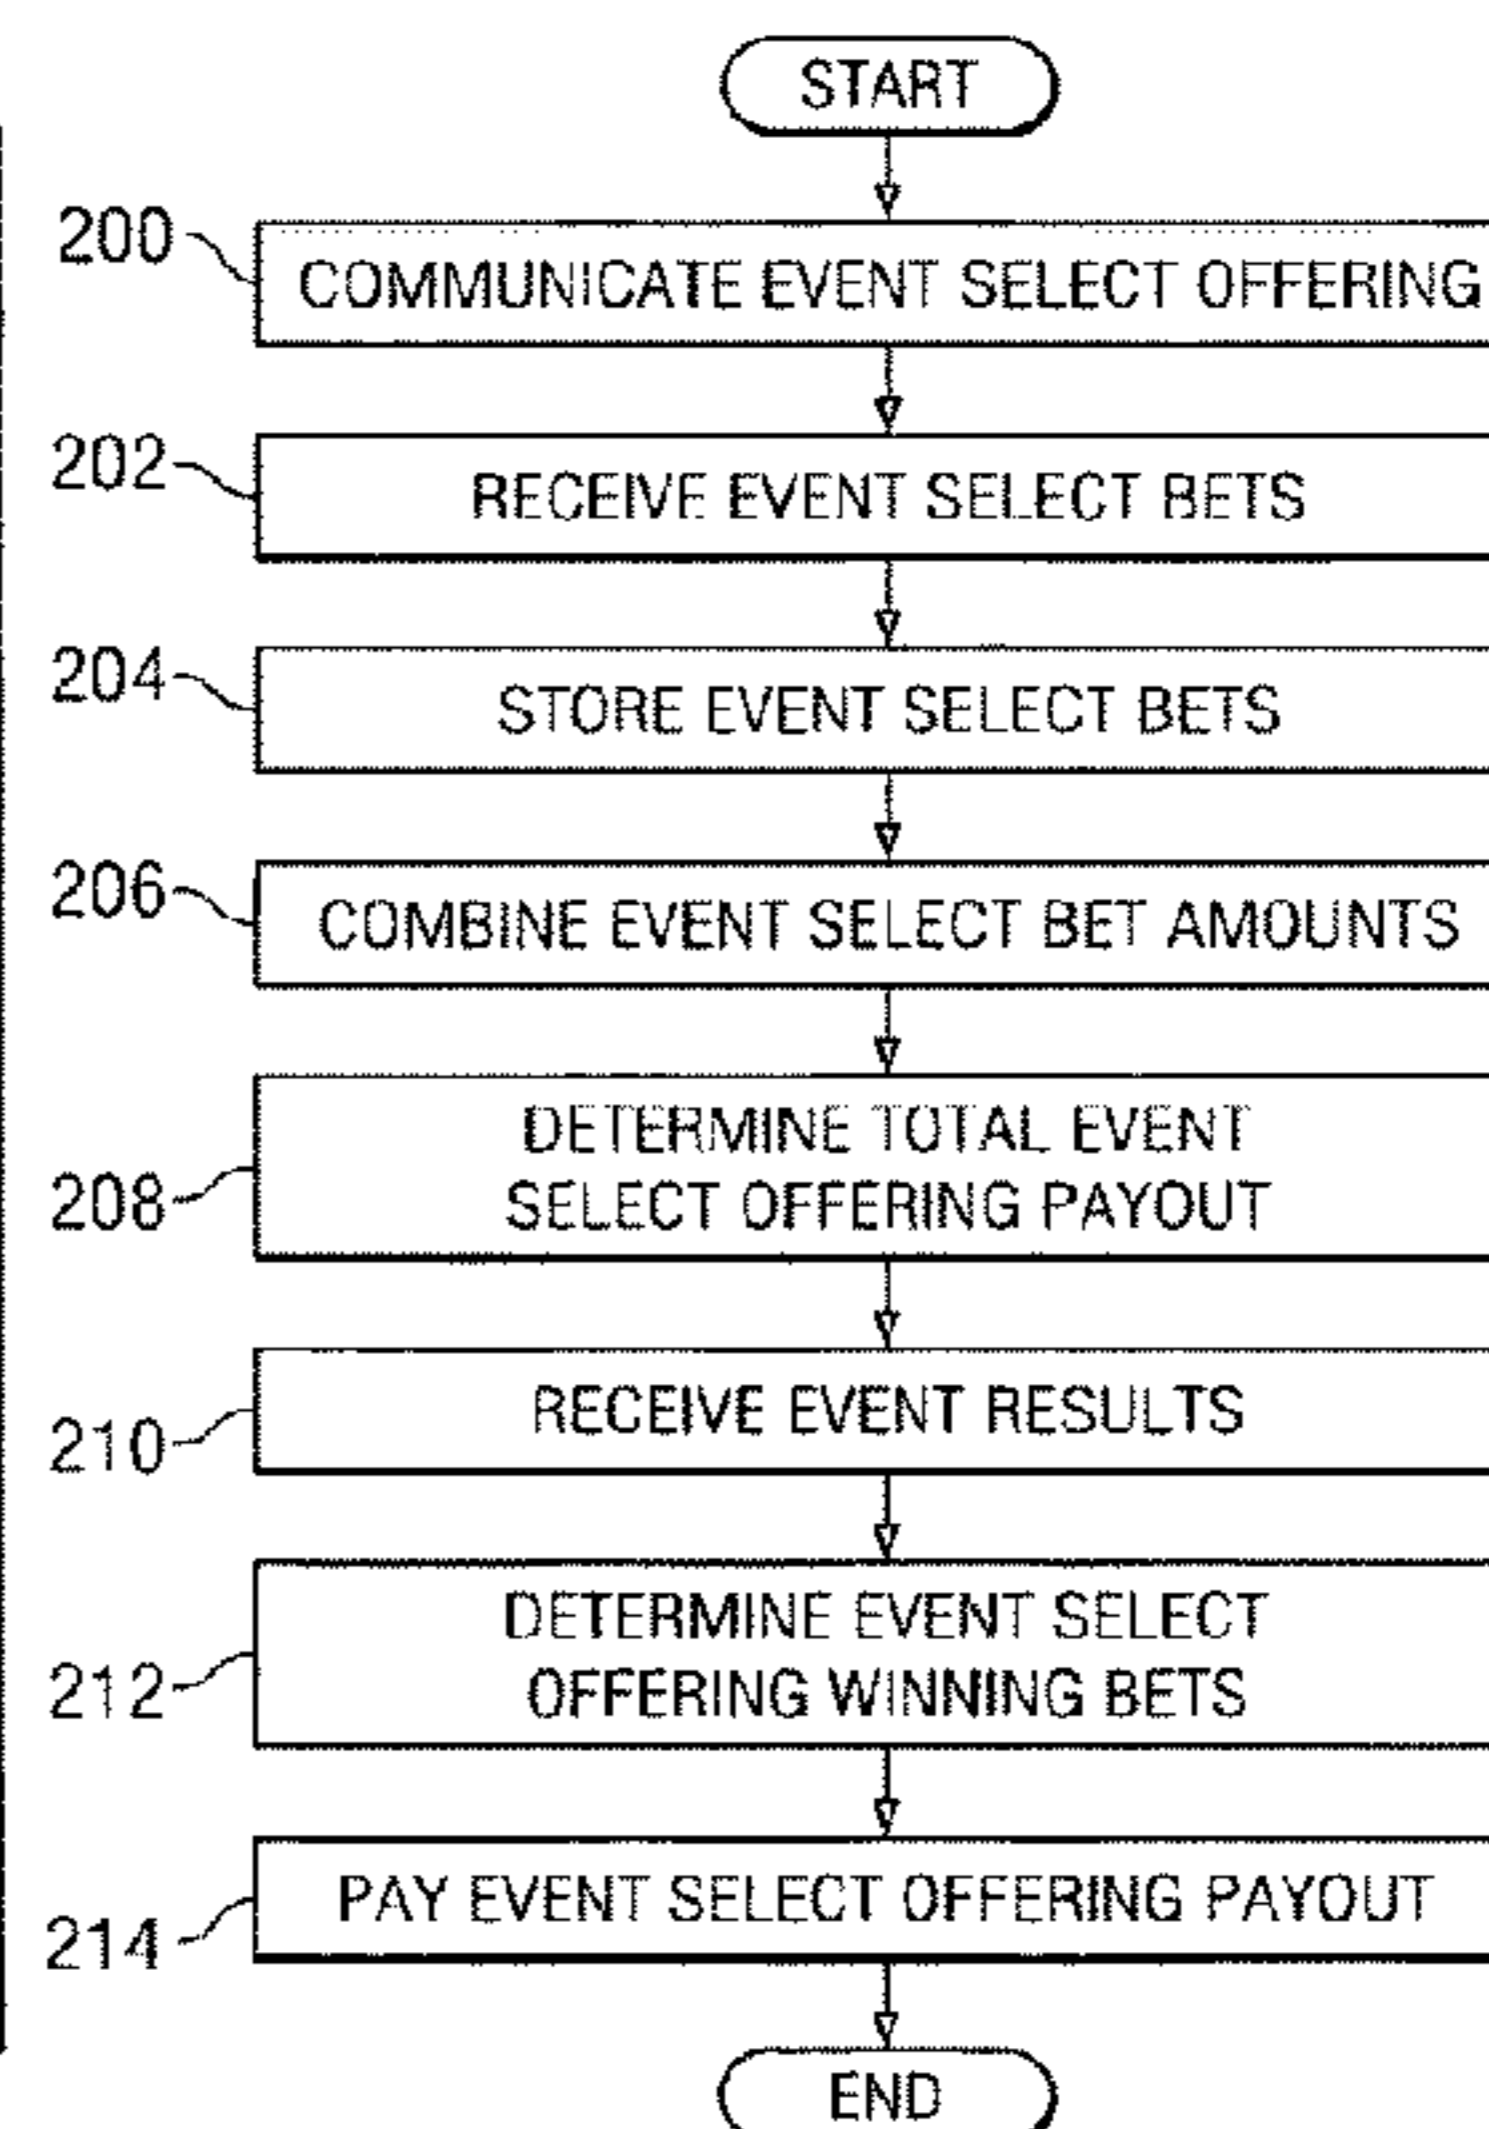 START
200
COMMUNICATE EVENT SELECT OFFERING
202
RECEIVE EVENT SELECT BETS
204
STORE EVENT SELECT BETS
206
COMBINE EVENT SELECT BET AMOUNTS
DETERMINE TOTAL EVENT
208
SELECT OFFERING PAYOUT
210
RECEIVE EVENT RESULTS
DETERMINE EVENT SELECT
212
OFFERING WINNING BETS
214
PAY EVENT SELECT OFFERING PAYOUT
END